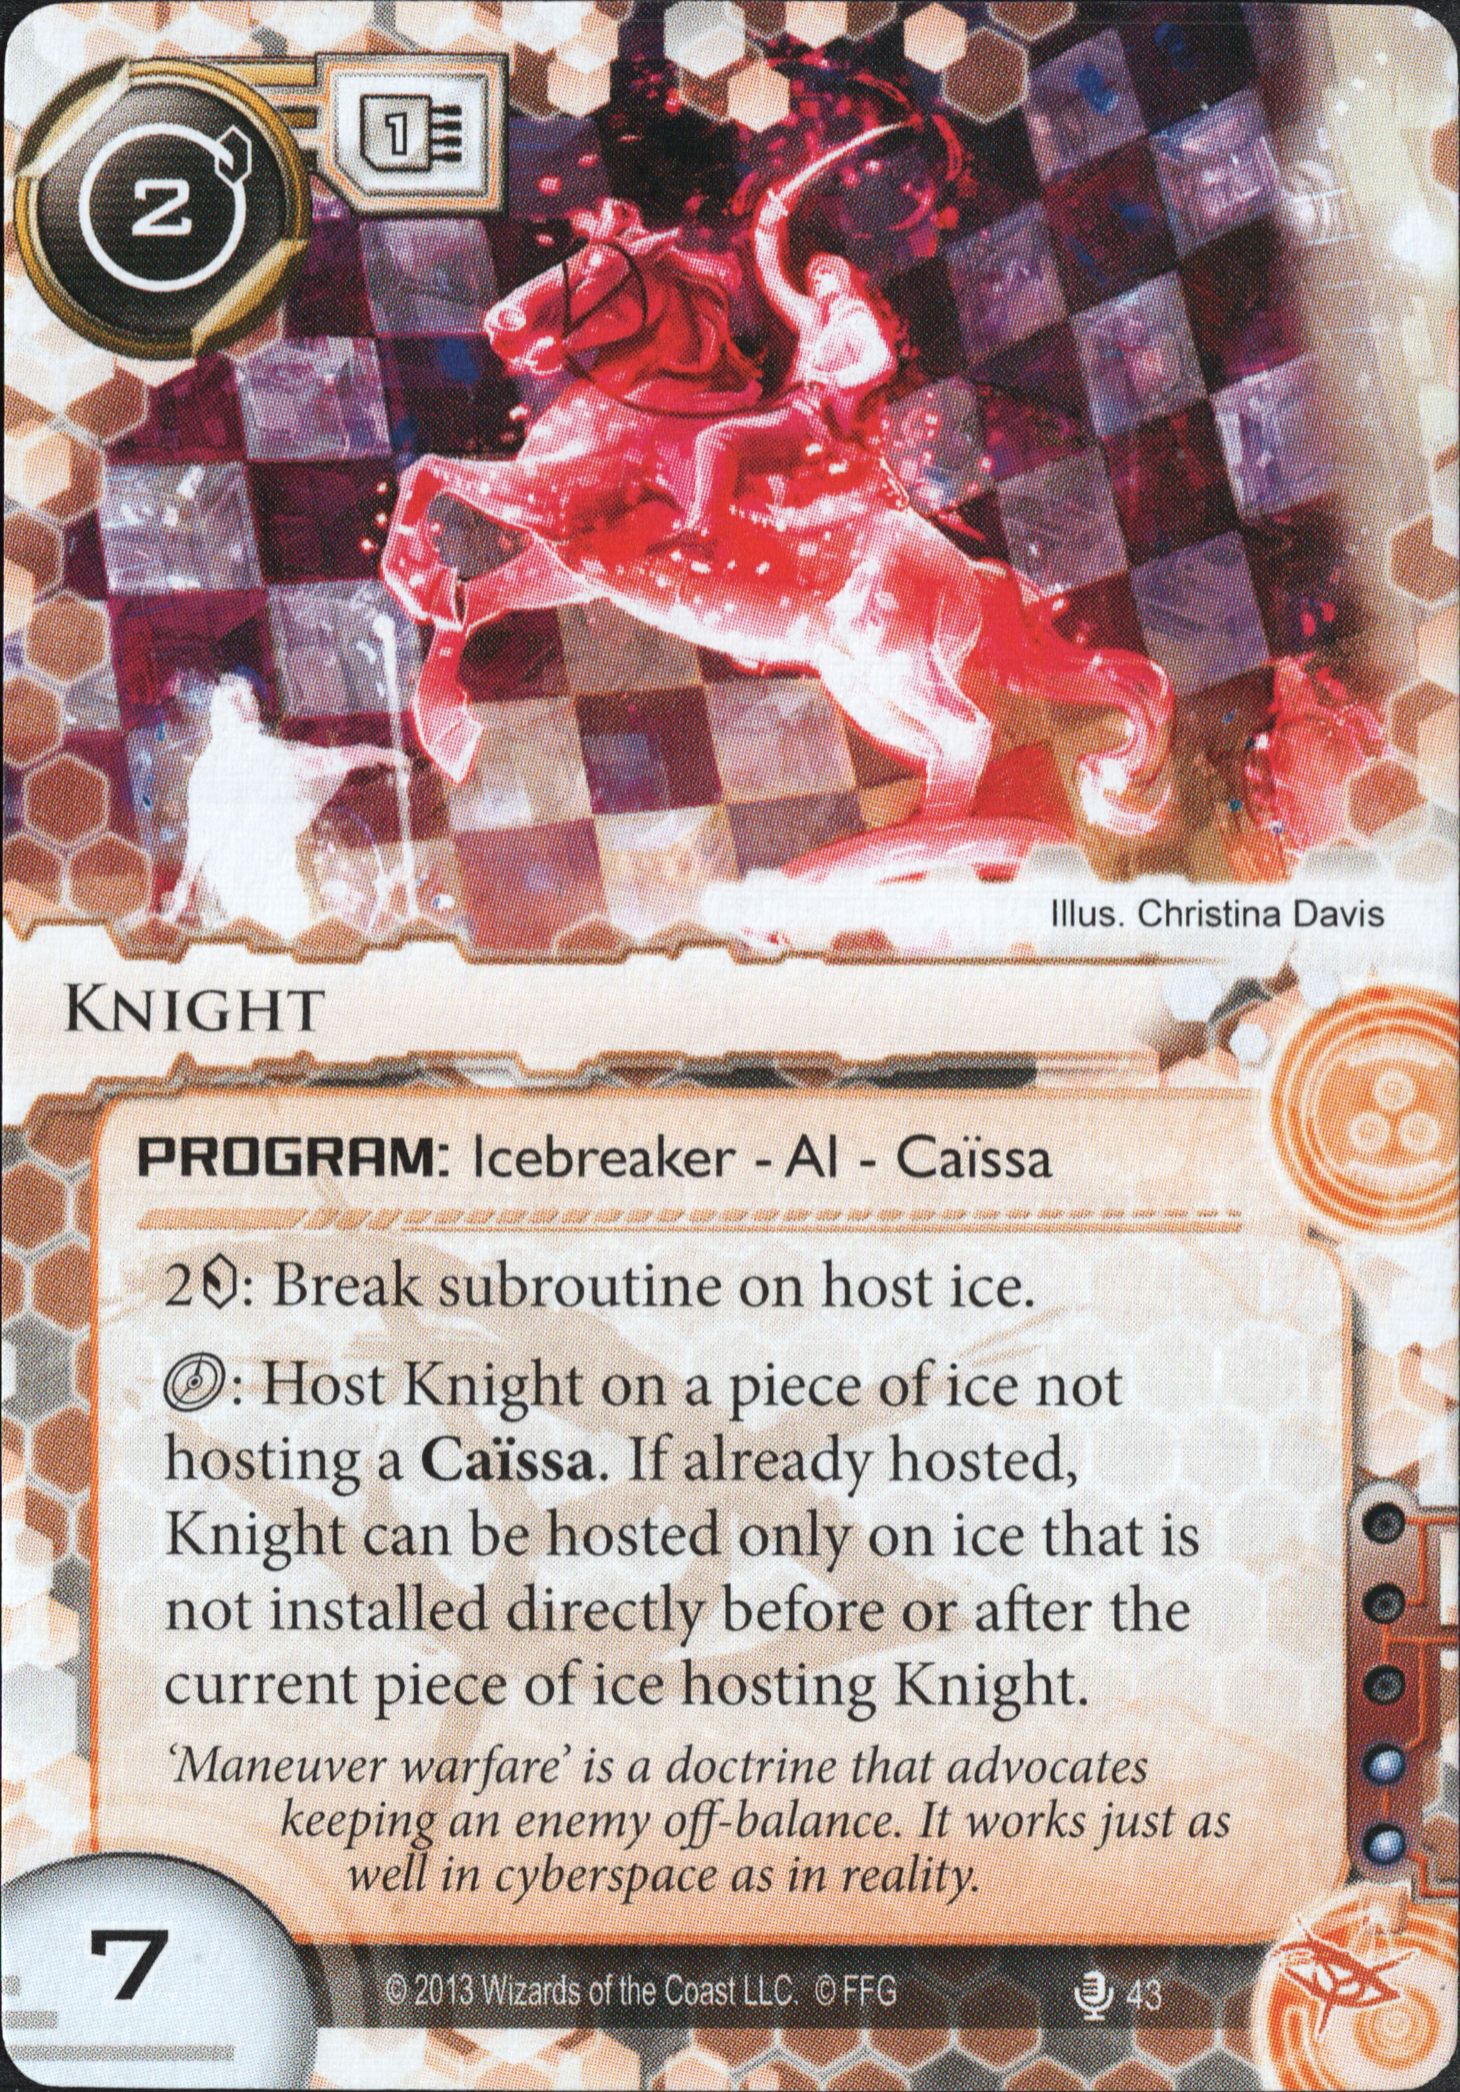 2
1
Illus. Christina Davis
KNIGHT
PROGRAM: Icebreaker - AI - Caïssa
2: Break subroutine on host ice.
: Host Knight on a piece of ice not
hosting a Caïssa. If already hosted,
Knight can be hosted only on ice that is
not installed directly before or after the
current piece of ice hosting Knight.
‘Maneuver warfare’ is a doctrine that advocates
keeping an enemy off-balance. It works just as
well in cyberspace as in reality.
7
© 2013 Wizards of the Coast LLC. © FFG
43